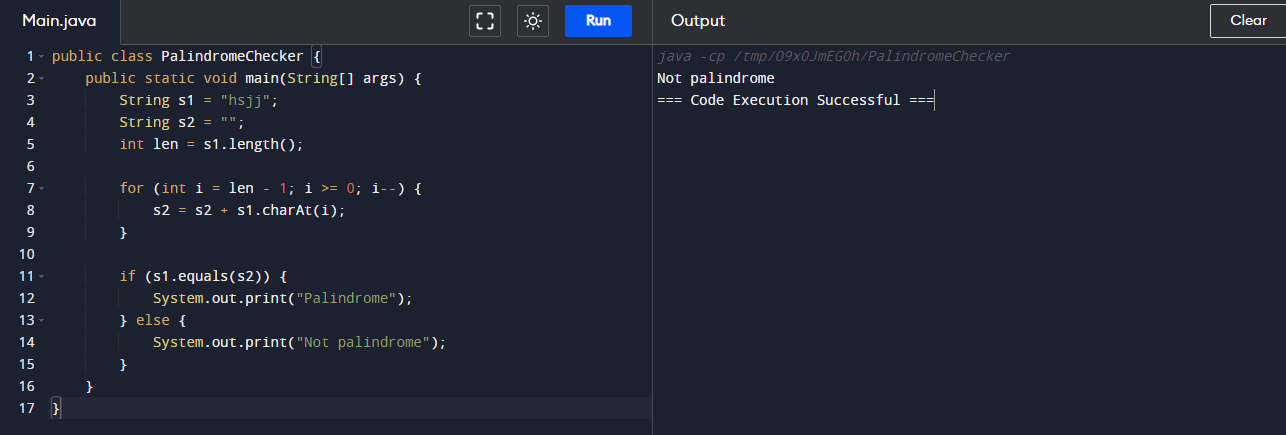 Main.java
Run
Output
Clear
1 public class PalindromeChecker {
2 public static void main(String[] args) {
3 String s1 = "hsjj";
4 String s2 = "";
5 int len = s1.length();
6
7 for (int i = len - 1; i >= 0; i--) {
8 s2 = s2 + s1.charAt(i);
9 }
10
11 if (s1.equals(s2)) {
12 System.out.print("Palindrome");
13 } else {
14 System.out.print("Not palindrome");
15 }
16 }
17 }
java -cp /tmp/O9xOJmEG0h/PalindromeChecker
Not palindrome
=== Code Execution Successful ===